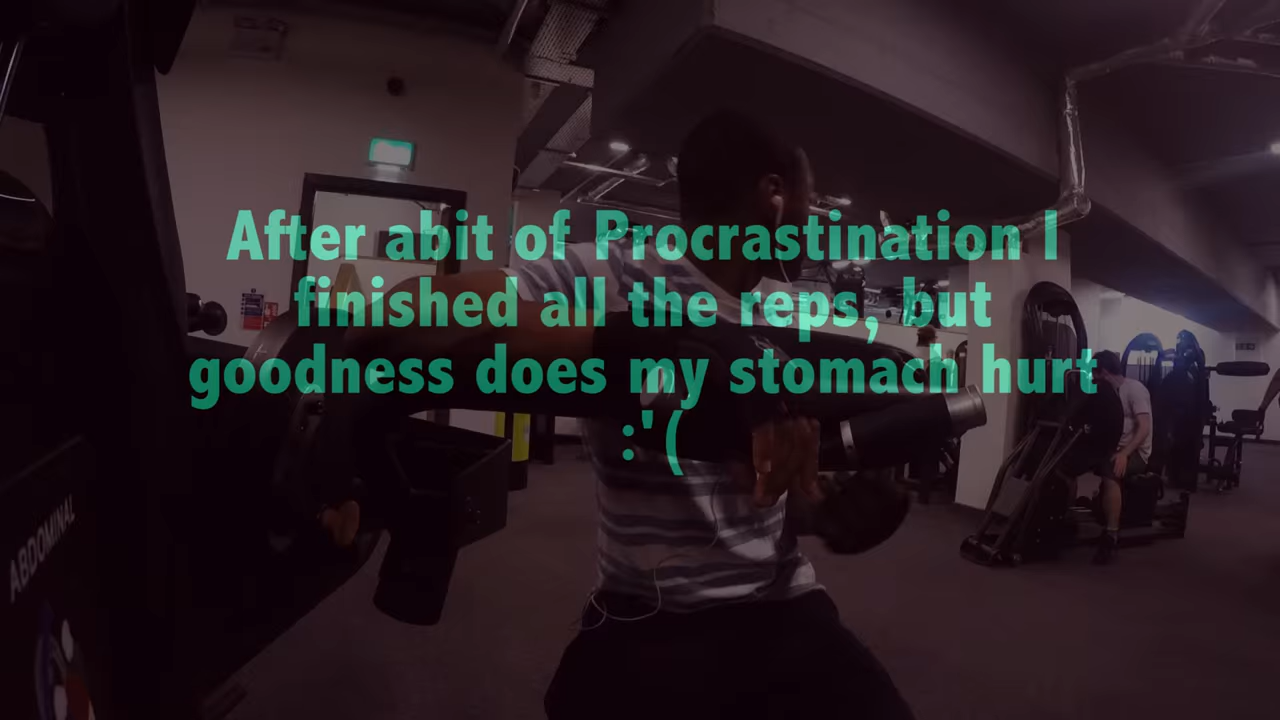 After abit of Procrastination I
finished all the reps, but
goodness does my stomach hurt
:'(
ABDOMINAL